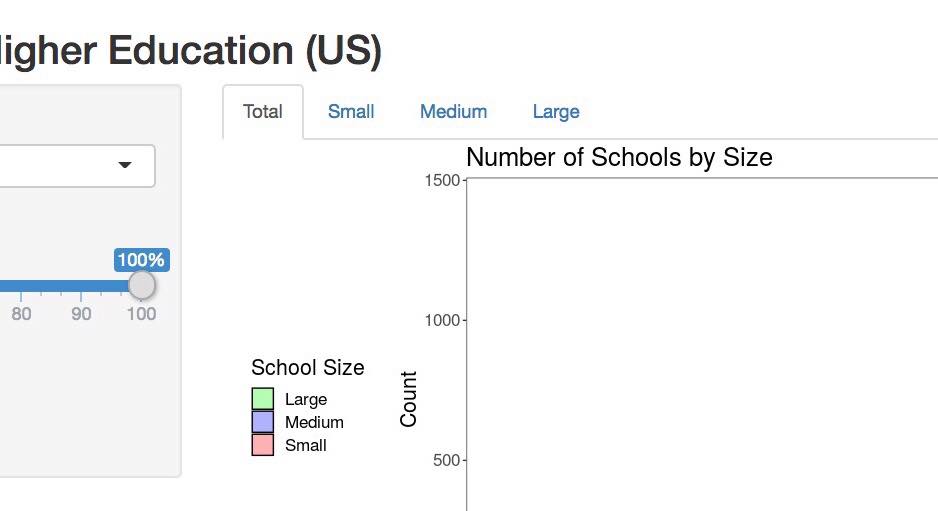 igher Education (US)
Total Small Medium Large
Number of Schools by Size
1500
100%
80 90 100
1000
School Size
Large
Medium
Small
Count
500